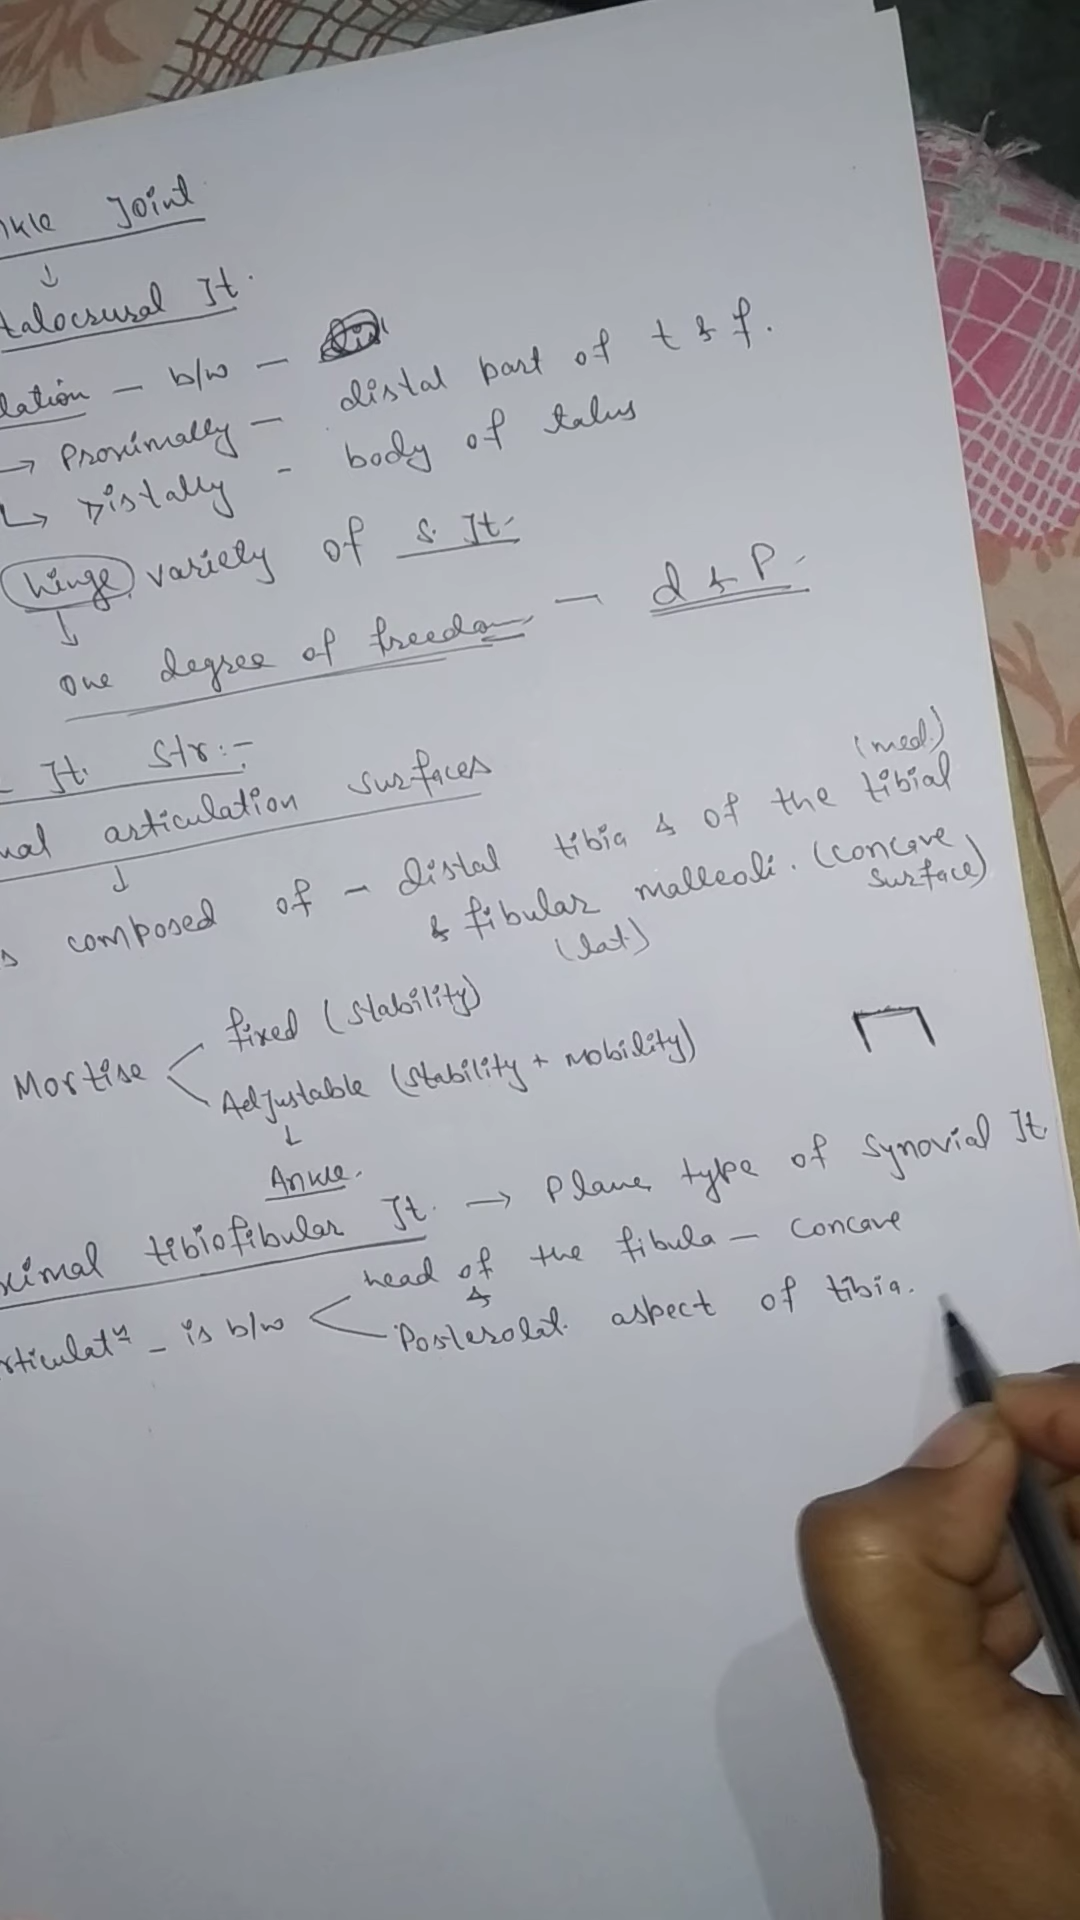 nkle Joint
↓
talocrural Jt.
lation - b/w -
→ Proximally - distal part of t & f.
↳ Distally - body of talus
hinge variety of S. Jt.
↓
one degree of freedom - d & P.
Jt. Str:-
nal articulation surfaces
↓
(med.)
s composed of - distal tibia & of the tibial
& fibular malleoli. (concave surface)
(lat.)
Mortise < fixed (Stability)
Adjustable (Stability + Mobility)
↓
Ankle.
ximal tibiofibular Jt. → Plane type of Synovial Jt.
rticulatⁿ - is b/w < head of the fibula - concave
&
Posterolat. aspect of tibia.